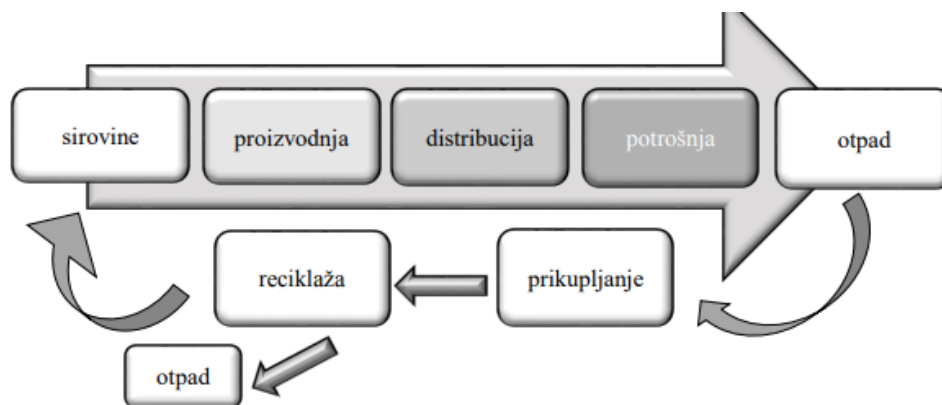 sirovine
proizvodnja
distribucija
potrošnja
otpad
reciklaža
prikupljanje
otpad